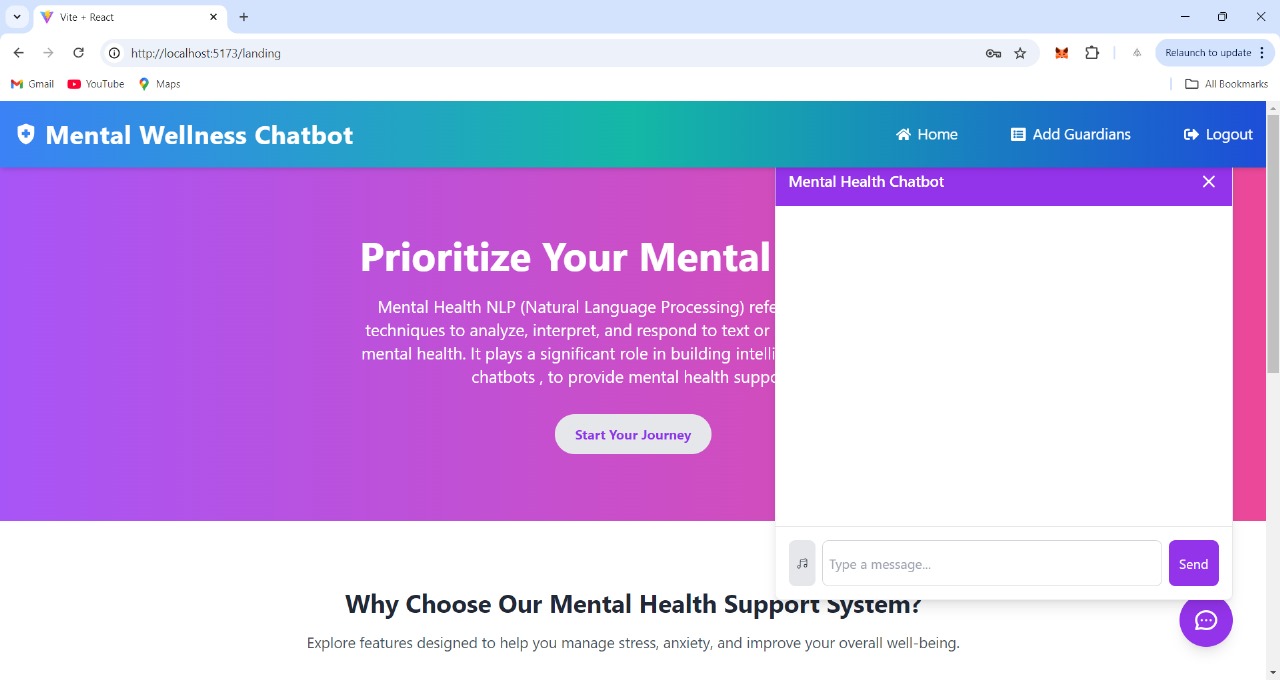 Vite + React
http://localhost:5173/landing
Relaunch to update
Gmail
YouTube
Maps
All Bookmarks
Mental Wellness Chatbot
Home
Add Guardians
Logout
Prioritize Your Mental
Mental Health NLP (Natural Language Processing) refe
techniques to analyze, interpret, and respond to text or
mental health. It plays a significant role in building intelli
chatbots , to provide mental health suppo
Start Your Journey
Mental Health Chatbot
Type a message...
Send
Why Choose Our Mental Health Support System?
Explore features designed to help you manage stress, anxiety, and improve your overall well-being.